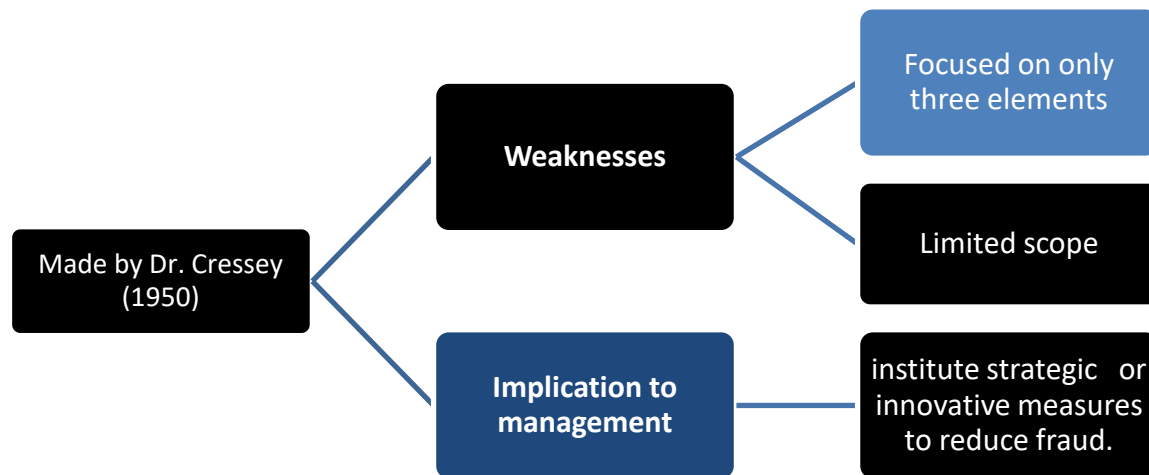 Made by Dr. Cressey
(1950)
Weaknesses
Focused on only
three elements
Limited scope
Implication to
management
institute strategic   or
innovative measures
to reduce fraud.